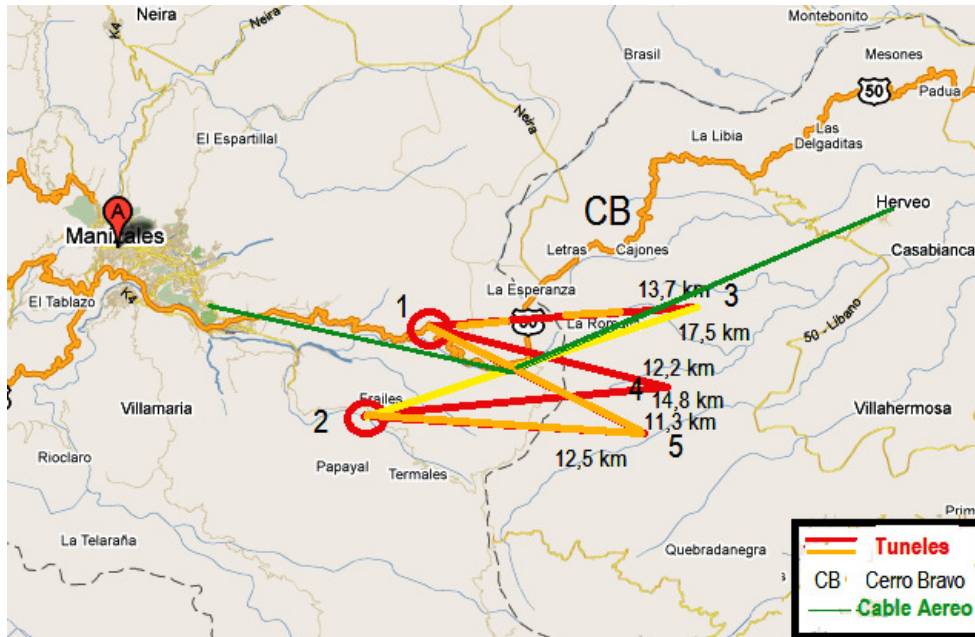 Neira
K4
Neira
Montebonito
Brasil
Mesones
50
Padua
El Espartillal
Neira
La Libia
Las
Delgaditas
CB
Herveo
A
Manizales
Letras
Cajones
Casabianca
El Tablazo
K4
La Esperanza
1
13,7 km
3
50 - Libano
17,5 km
12,2 km
4
14,8 km
Villamaria
Frailes
2
11,3 km
Villahermosa
5
12,5 km
Rioclaro
Papayal
Termales
Prim
La Telaraña
Quebradanegra
Tuneles
CB
Cerro Bravo
Cable Aereo